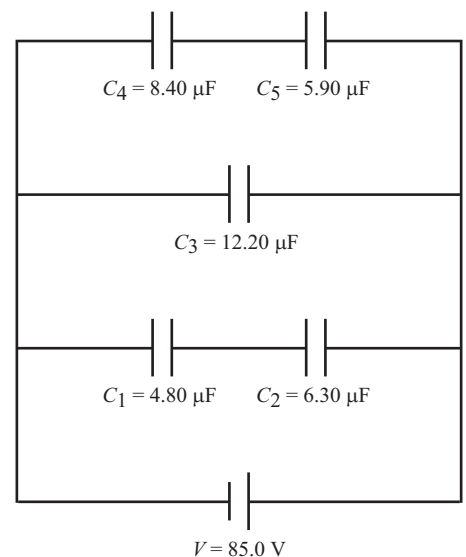 C4 = 8.40 μF C5 = 5.90 μF
C3 = 12.20 μF
C1 = 4.80 μF C2 = 6.30 μF
V = 85.0 V